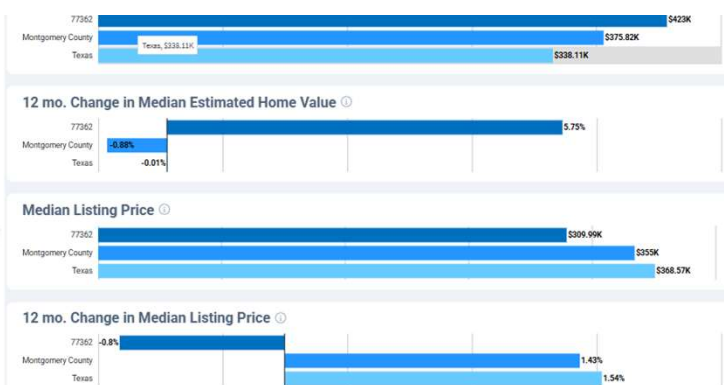 77362 $423K
Montgomery County $375.82K
Texas, $338.11K
Texas $338.11K
12 mo. Change in Median Estimated Home Value
77362 5.75%
Montgomery County -0.88%
Texas -0.01%
Median Listing Price
77362 $309.99K
Montgomery County $355K
Texas $368.57K
12 mo. Change in Median Listing Price
77362 -0.8%
Montgomery County 1.43%
Texas 1.54%